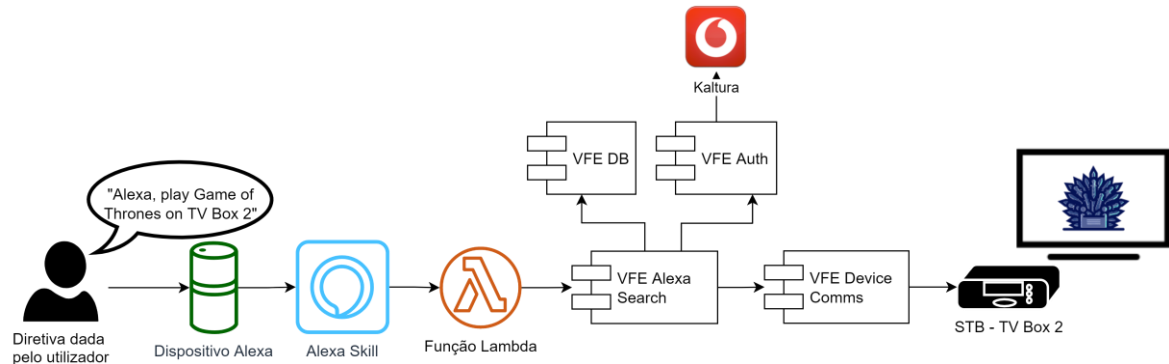 Kaltura
VFE DB
VFE Auth
"Alexa, play Game of
Thrones on TV Box 2"
VFE Alexa
Search
VFE Device
Comms
Diretiva dada
pelo utilizador
Dispositivo Alexa
Alexa Skill
Função Lambda
STB - TV Box 2